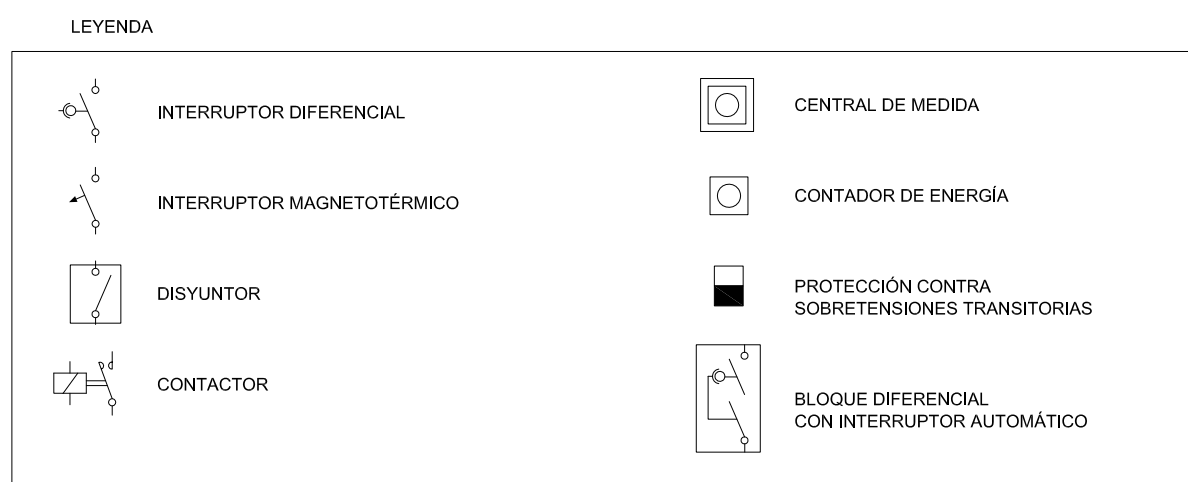 LEYENDA
INTERRUPTOR DIFERENCIAL
INTERRUPTOR MAGNETOTÉRMICO
DISYUNTOR
CONTACTOR
CENTRAL DE MEDIDA
CONTADOR DE ENERGÍA
PROTECCIÓN CONTRA
SOBRETENSIONES TRANSITORIAS
BLOQUE DIFERENCIAL
CON INTERRUPTOR AUTOMÁTICO